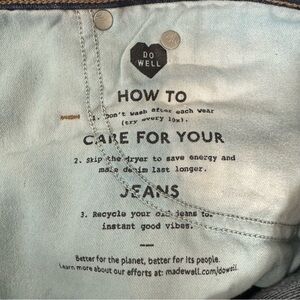 DO
WELL
HOW TO
1. Don't wash after each wear
(try every 10x).
CARE FOR YOUR
2. Skip the dryer to save energy and
make denim last longer.
JEANS
3. Recycle your old jeans for
instant good vibes.
Better for the planet, better for its people.
Learn more about our efforts at: madewell.com/dowell